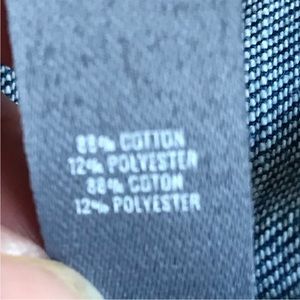 88% COTTON
12% POLYESTER
88% COTON
12% POLYESTER